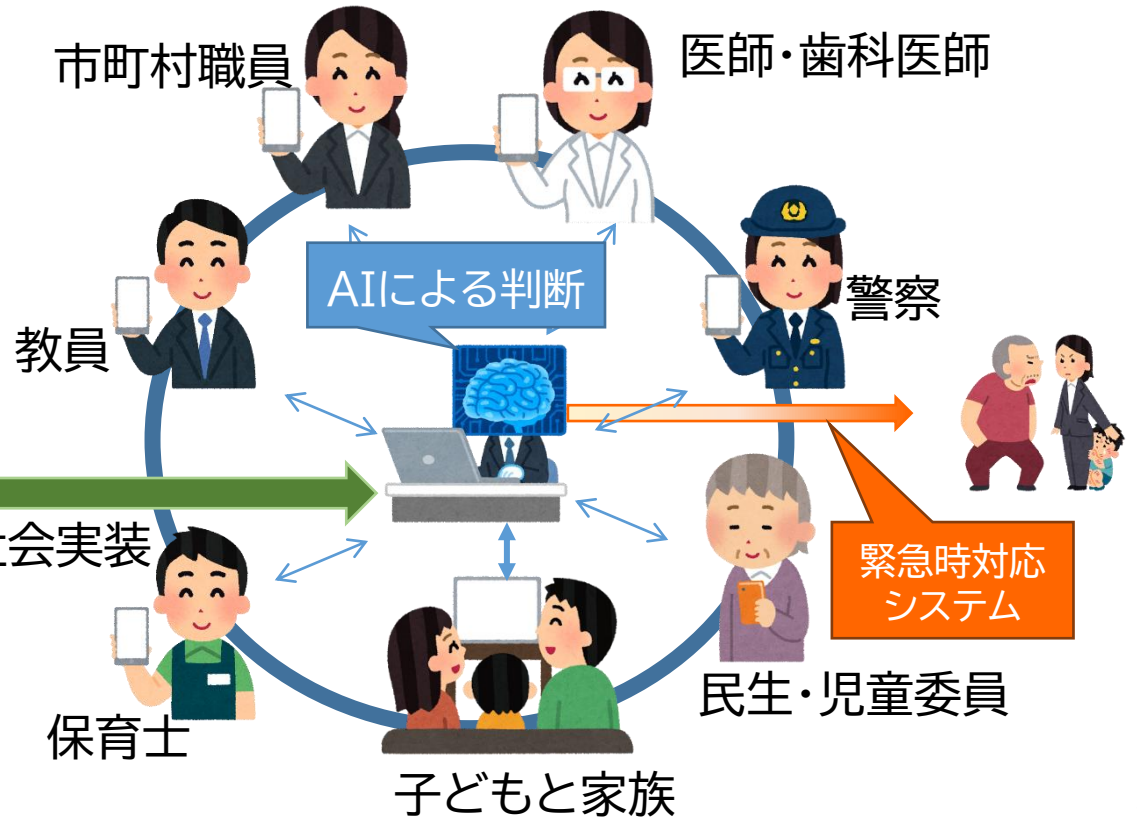 市町村職員
医師・歯科医師
AIによる判断
警察
教員
会実装
緊急時対応
システム
保育士
民生・児童委員
子どもと家族